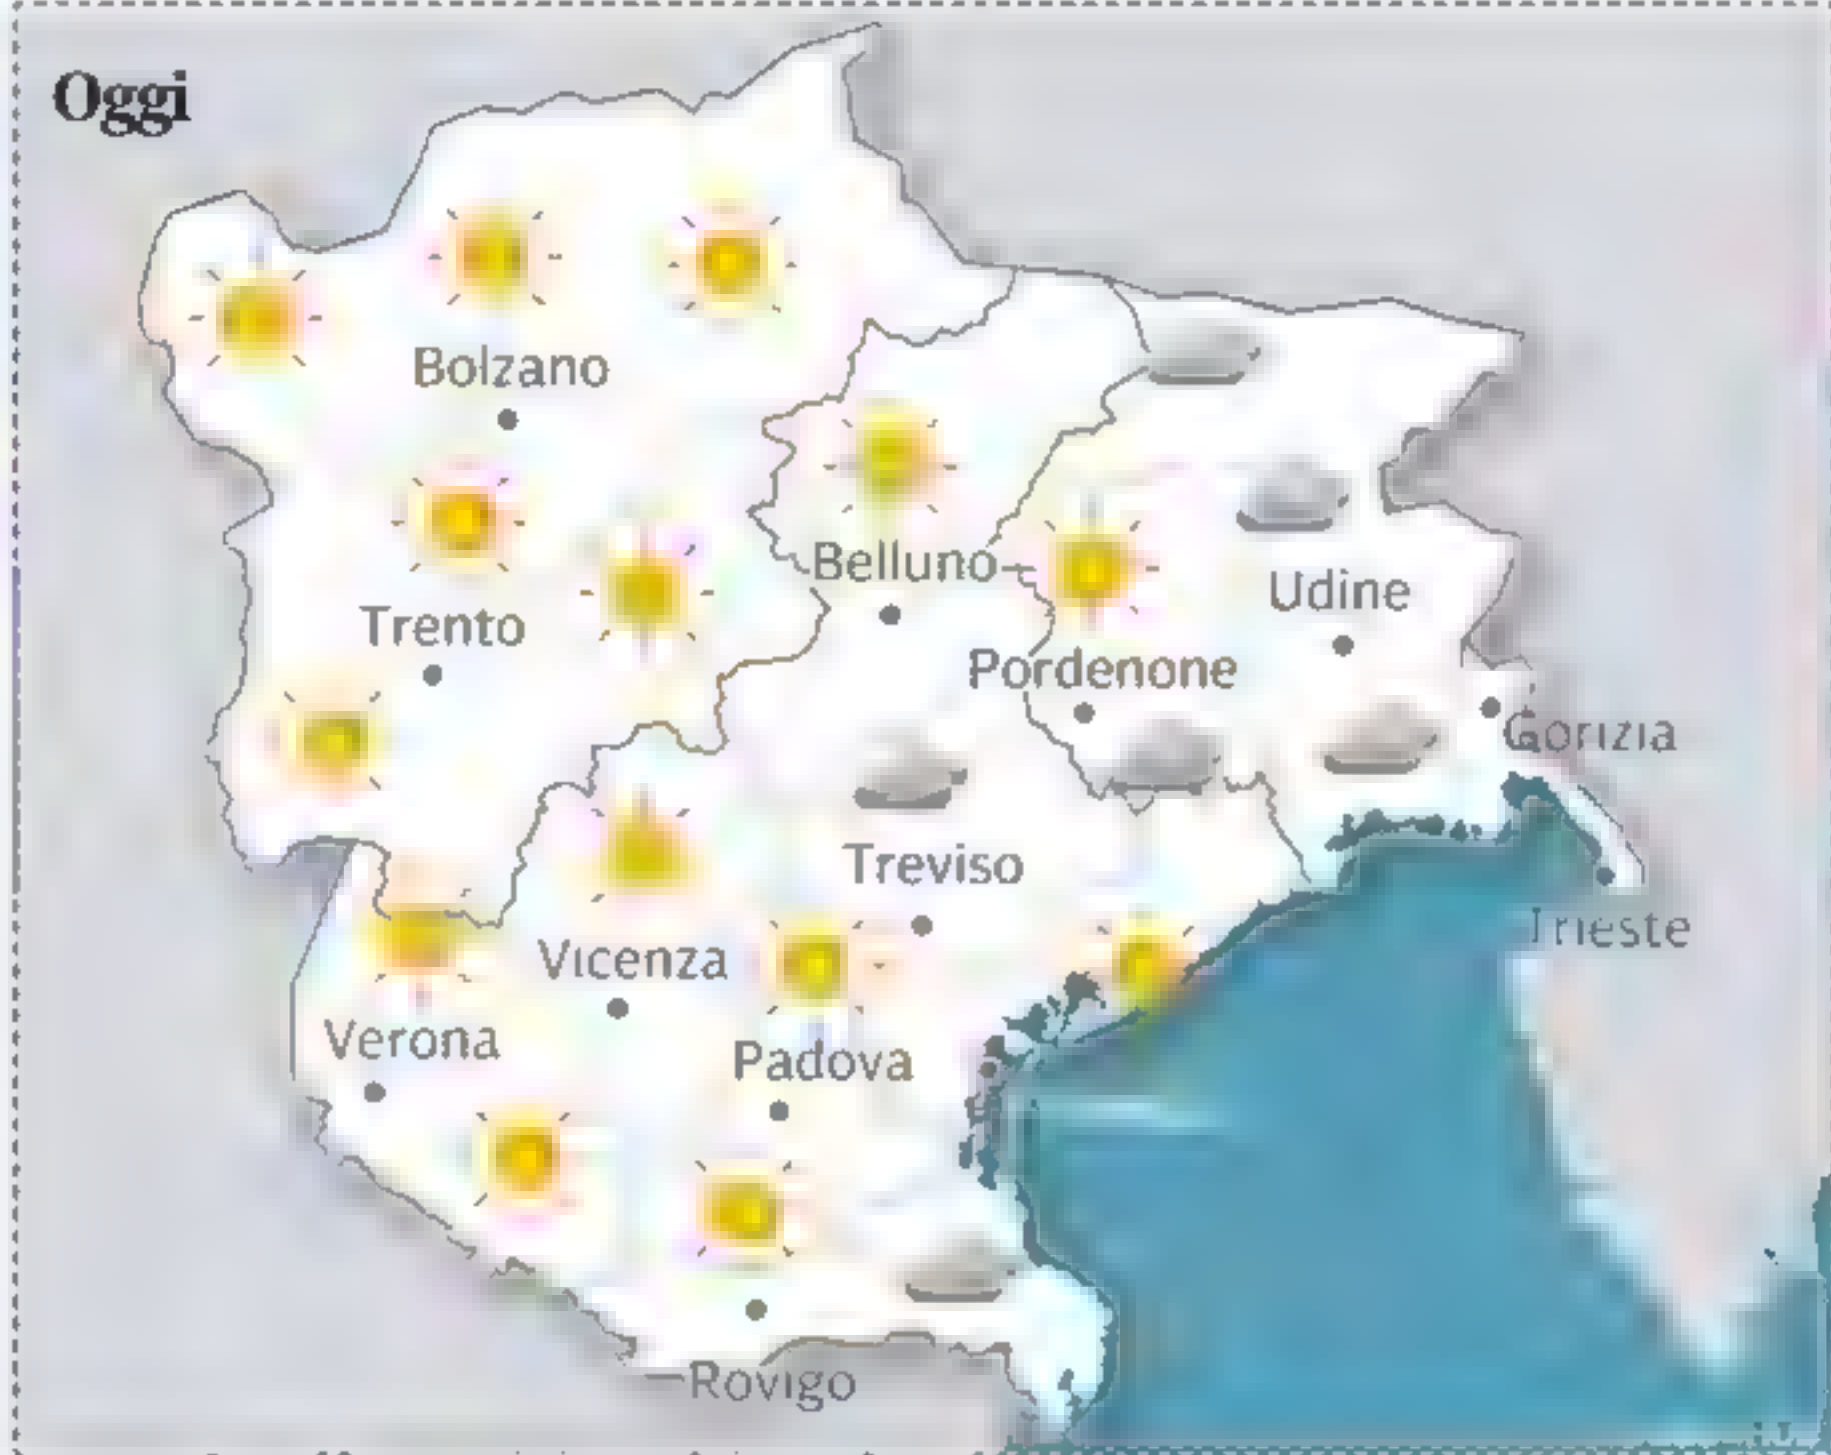 Oggi
Bolzano
Belluno
Udine
Trento
Pordenone
Gorizia
Treviso
Trieste
Vicenza
Verona
Padova
Rovigo